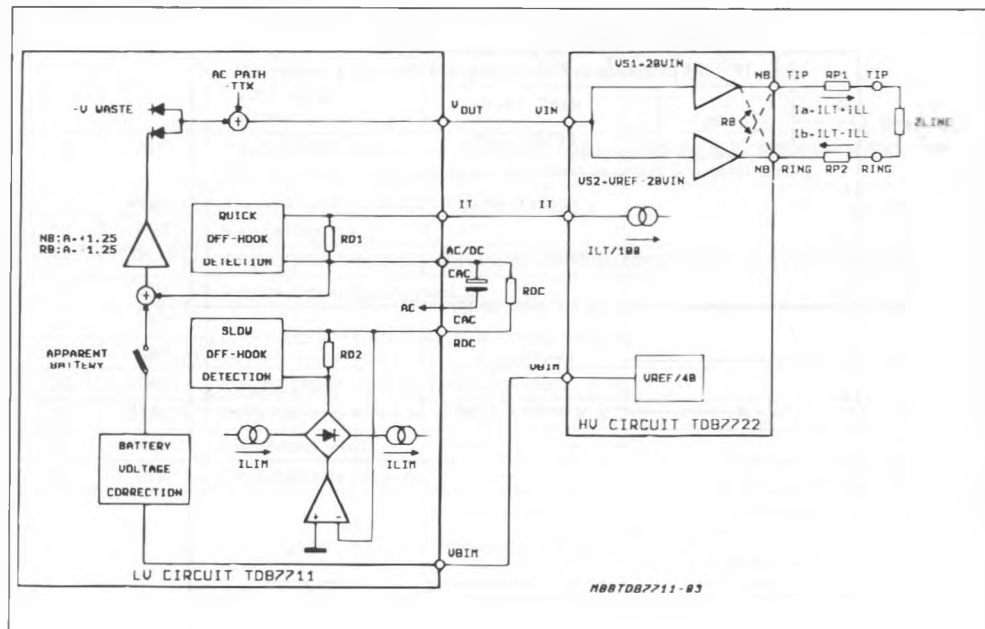 AC PATH
-TTX
-V WASTE
VOUT
VIN
VS1-20VIN
VS2-VREF-20VIN
RB
NB
TIP
RP1
TIP
Ia-ILT+ILL
Ib-ILT-ILL
ZLINE
NB
RING
RP2
RING
NB:A-+1.25
RB:A--1.25
QUICK
OFF-HOOK
DETECTION
RD1
IT
IT
ILT/100
AC/DC
CAC
RDC
AC
CAC
RDC
SLOW
OFF-HOOK
DETECTION
RD2
APPARENT
BATTERY
BATTERY
VOLTAGE
CORRECTION
ILIM
ILIM
+ -
VBIM
VBIM
VREF/40
LV CIRCUIT TDB7711
HV CIRCUIT TDB7722
M88TDB7711-03